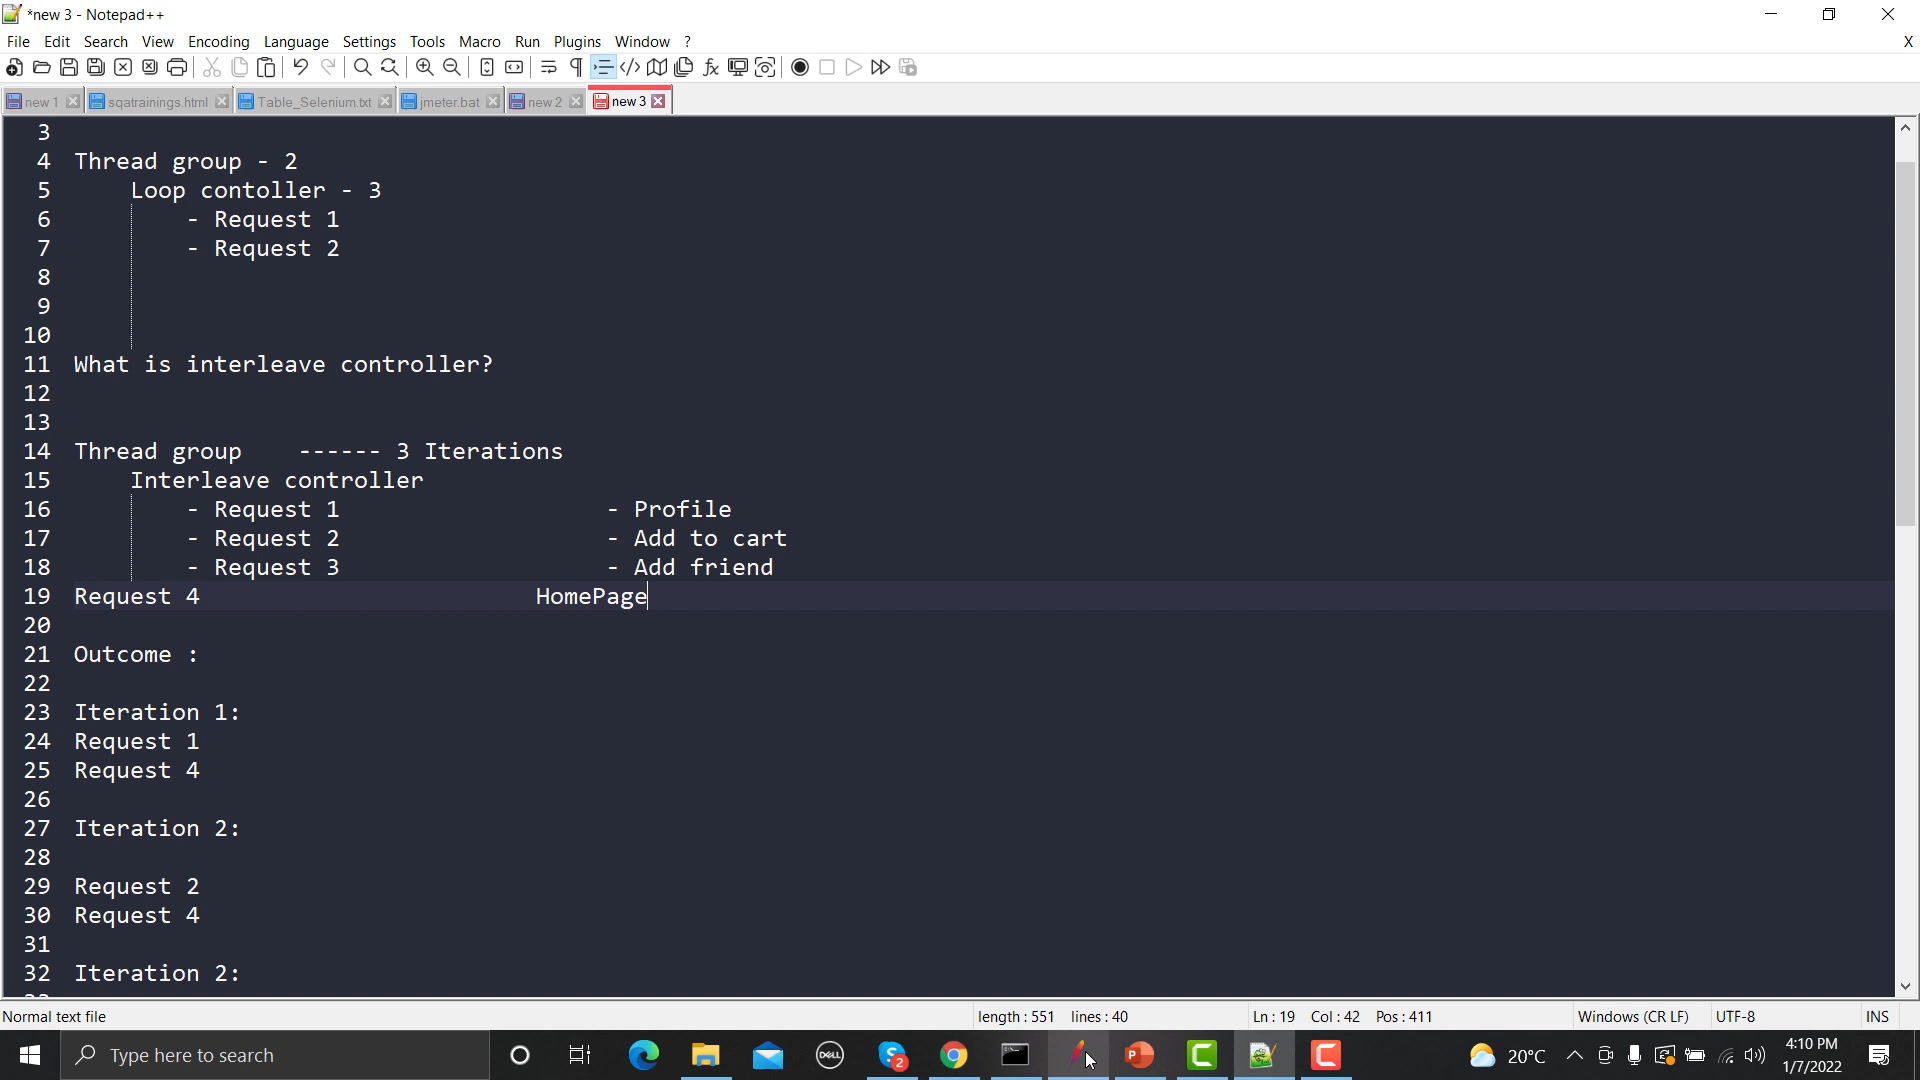 *new 3 - Notepad++
File Edit Search View Encoding Language Settings Tools Macro Run Plugins Window ? X
new 1 sqatrainings.html Table_Selenium.txt jmeter.bat new 2 new 3
3
4 Thread group - 2
5 Loop contoller - 3
6 - Request 1
7 - Request 2
8
9
10
11 What is interleave controller?
12
13
14 Thread group ------ 3 Iterations
15 Interleave controller
16 - Request 1 - Profile
17 - Request 2 - Add to cart
18 - Request 3 - Add friend
19 Request 4 HomePage
20
21 Outcome :
22
23 Iteration 1:
24 Request 1
25 Request 4
26
27 Iteration 2:
28
29 Request 2
30 Request 4
31
32 Iteration 2:
Normal text file length : 551 lines : 40 Ln : 19 Col : 42 Pos : 411 Windows (CR LF) UTF-8 INS
Type here to search DELL 2 P 20°C 4:10 PM
1/7/2022